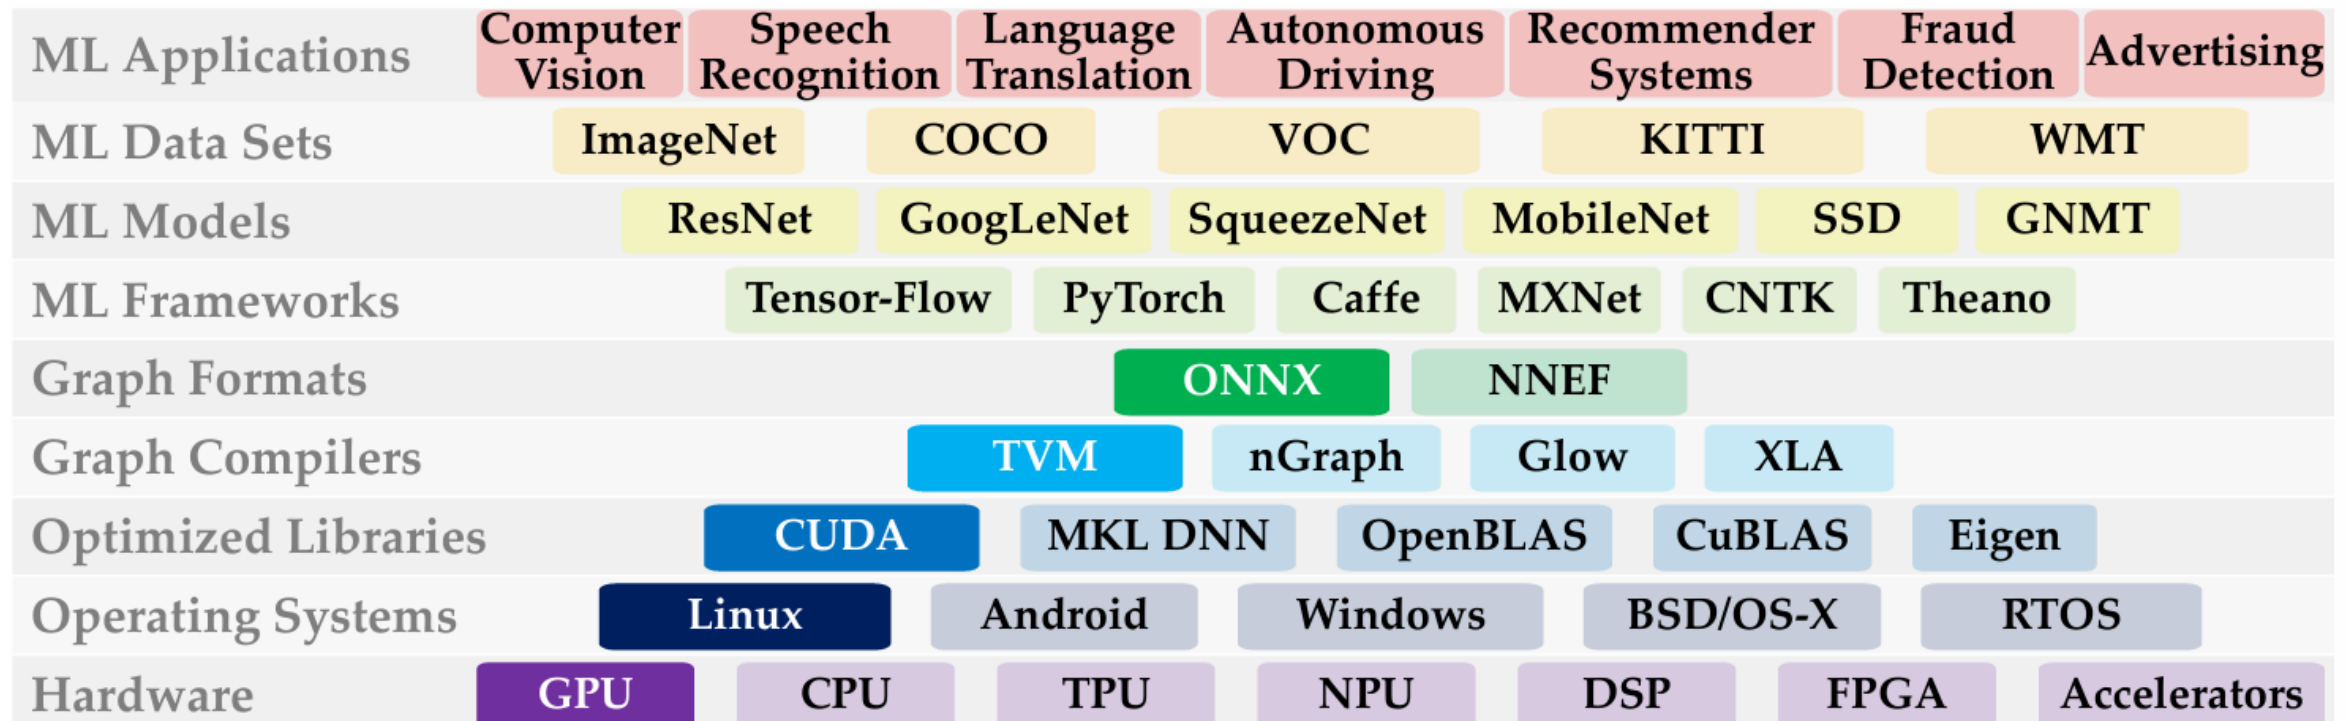 ML Applications
Computer Vision
Speech Recognition
Language Translation
Autonomous Driving
Recommender Systems
Fraud Detection
Advertising
ML Data Sets
ImageNet
COCO
VOC
KITTI
WMT
ML Models
ResNet
GoogLeNet
SqueezeNet
MobileNet
SSD
GNMT
ML Frameworks
Tensor-Flow
PyTorch
Caffe
MXNet
CNTK
Theano
Graph Formats
ONNX
NNEF
Graph Compilers
TVM
nGraph
Glow
XLA
Optimized Libraries
CUDA
MKL DNN
OpenBLAS
CuBLAS
Eigen
Operating Systems
Linux
Android
Windows
BSD/OS-X
RTOS
Hardware
GPU
CPU
TPU
NPU
DSP
FPGA
Accelerators